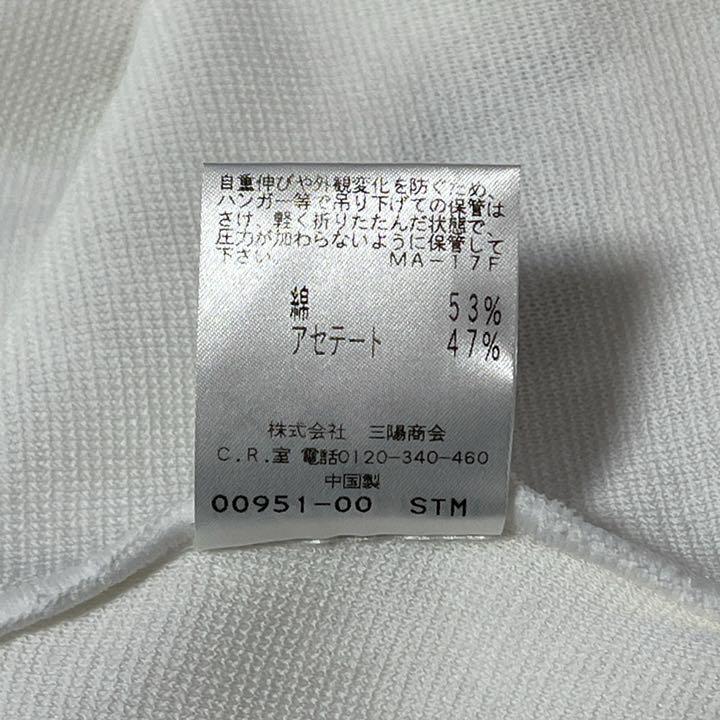 自重伸びや外観変化を防ぐため、
ハンガー等で吊り下げての保管は
さけ、軽く折りたたんだ状態で、
圧力が加わらないように保管して
下さい。 MA-17F
綿 53%
アセテート 47%
株式会社 三陽商会
C.R.室 電話0120-340-460
中国製
00951-00 STM